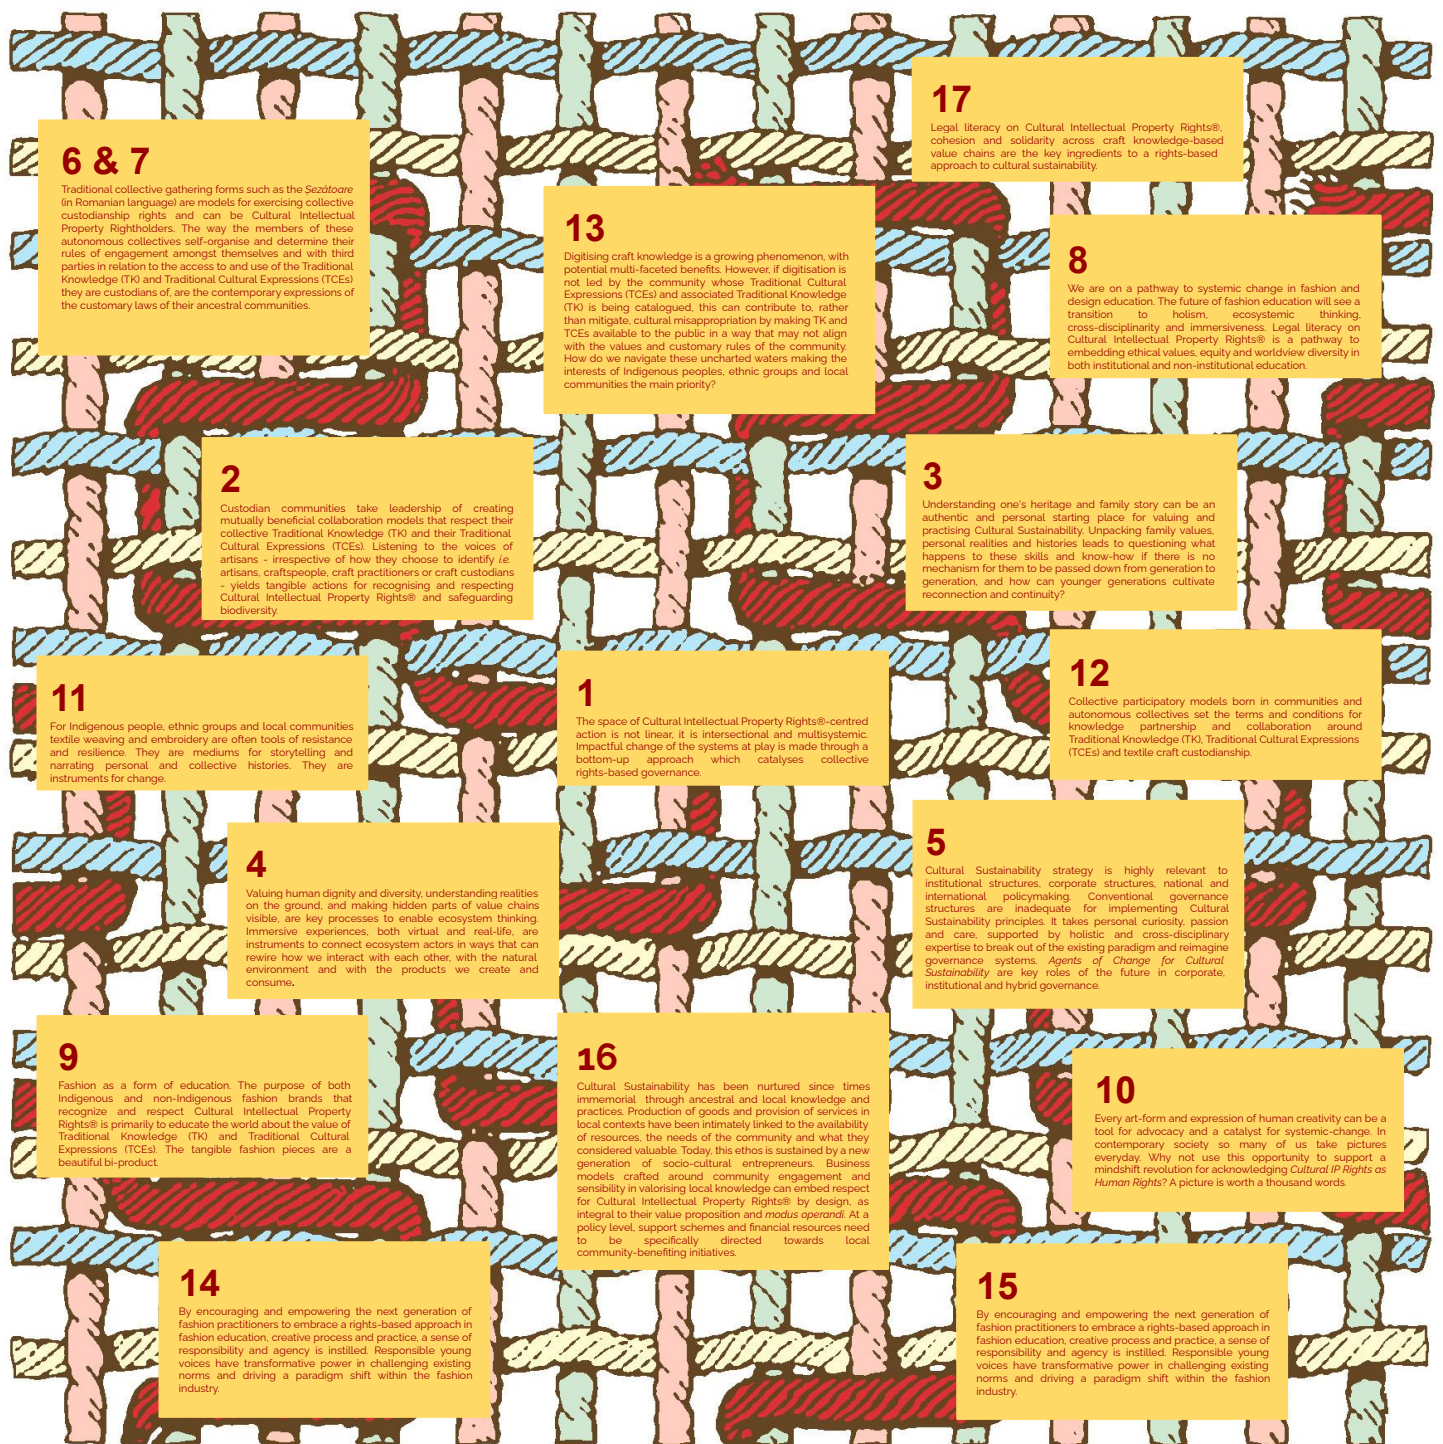 17
Legal literacy on Cultural Intellectual Property Rights®,
cohesion and solidarity across craft knowledge-based
value chains are the key ingredients to a rights-based
approach to cultural sustainability.
6 & 7
Traditional collective gathering forms such as the Șezătoare
(in Romanian language) are models for exercising collective
custodianship rights and can be Cultural Intellectual
Property Rightholders. The way the members of these
autonomous collectives self-organise and determine their
rules of engagement amongst themselves and with third
parties in relation to the access to and use of the Traditional
Knowledge (TK) and Traditional Cultural Expressions (TCEs)
they are custodians of, are the contemporary expressions of
the customary laws of their ancestral communities.
13
Digitising craft knowledge is a growing phenomenon, with
potential multi-faceted benefits. However, if digitisation is
not led by the community whose Traditional Cultural
Expressions (TCEs) and associated Traditional Knowledge
(TK) is being catalogued, this can contribute to, rather
than mitigate, cultural misappropriation by making TK and
TCEs available to the public in a way that may not align
with the values and customary rules of the community.
How do we navigate these uncharted waters making the
interests of Indigenous peoples, ethnic groups and local
communities the main priority?
8
We are on a pathway to systemic change in fashion and
design education. The future of fashion education will see a
transition to holism, ecosystemic thinking,
cross-disciplinarity and immersiveness. Legal literacy on
Cultural Intellectual Property Rights® is a pathway to
embedding ethical values, equity and worldview diversity in
both institutional and non-institutional education.
2
Custodian communities take leadership of creating
mutually beneficial collaboration models that respect their
collective Traditional Knowledge (TK) and their Traditional
Cultural Expressions (TCEs). Listening to the voices of
artisans - irrespective of how they choose to identify i.e.
artisans, craftspeople, craft practitioners or craft custodians
- yields tangible actions for recognising and respecting
Cultural Intellectual Property Rights® and safeguarding
biodiversity.
3
Understanding one's heritage and family story can be an
authentic and personal starting place for valuing and
practising Cultural Sustainability. Unpacking family values,
personal realities and histories leads to questioning what
happens to these skills and know-how if there is no
mechanism for them to be passed down from generation to
generation, and how can younger generations cultivate
reconnection and continuity?
11
For Indigenous people, ethnic groups and local communities
textile weaving and embroidery are often tools of resistance
and resilience. They are mediums for storytelling and
narrating personal and collective histories. They are
instruments for change.
1
The space of Cultural Intellectual Property Rights®-centred
action is not linear, it is intersectional and multisystemic.
Impactful change of the systems at play is made through a
bottom-up approach which catalyses collective
rights-based governance.
12
Collective participatory models born in communities and
autonomous collectives set the terms and conditions for
knowledge partnership and collaboration around
Traditional Knowledge (TK), Traditional Cultural Expressions
(TCEs) and textile craft custodianship.
4
Valuing human dignity and diversity, understanding realities
on the ground, and making hidden parts of value chains
visible, are key processes to enable ecosystem thinking.
Immersive experiences, both virtual and real-life, are
instruments to connect ecosystem actors in ways that can
rewire how we interact with each other, with the natural
environment and with the products we create and
consume.
5
Cultural Sustainability strategy is highly relevant to
institutional structures, corporate structures, national and
international policymaking. Conventional governance
structures are inadequate for implementing Cultural
Sustainability principles. It takes personal curiosity, passion
and care, supported by holistic and cross-disciplinary
expertise to break out of the existing paradigm and reimagine
governance systems. Agents of Change for Cultural
Sustainability are key roles of the future in corporate,
institutional and hybrid governance.
9
Fashion as a form of education. The purpose of both
Indigenous and non-Indigenous fashion brands that
recognize and respect Cultural Intellectual Property
Rights® is primarily to educate the world about the value of
Traditional Knowledge (TK) and Traditional Cultural
Expressions (TCEs). The tangible fashion pieces are a
beautiful bi-product.
16
Cultural Sustainability has been nurtured since times
immemorial through ancestral and local knowledge and
practices. Production of goods and provision of services in
local contexts have been intimately linked to the availability
of resources, the needs of the community and what they
considered valuable. Today, this ethos is sustained by a new
generation of socio-cultural entrepreneurs. Business
models crafted around community engagement and
sensibility in valorising local knowledge can embed respect
for Cultural Intellectual Property Rights® by design, as
integral to their value proposition and modus operandi. At a
policy level, support schemes and financial resources need
to be specifically directed towards local
community-benefiting initiatives.
10
Every art-form and expression of human creativity can be a
tool for advocacy and a catalyst for systemic-change. In
contemporary society so many of us take pictures
everyday. Why not use this opportunity to support a
mindshift revolution for acknowledging Cultural IP Rights as
Human Rights? A picture is worth a thousand words.
14
By encouraging and empowering the next generation of
fashion practitioners to embrace a rights-based approach in
fashion education, creative process and practice, a sense of
responsibility and agency is instilled. Responsible young
voices have transformative power in challenging existing
norms and driving a paradigm shift within the fashion
industry.
15
By encouraging and empowering the next generation of
fashion practitioners to embrace a rights-based approach in
fashion education, creative process and practice, a sense of
responsibility and agency is instilled. Responsible young
voices have transformative power in challenging existing
norms and driving a paradigm shift within the fashion
industry.